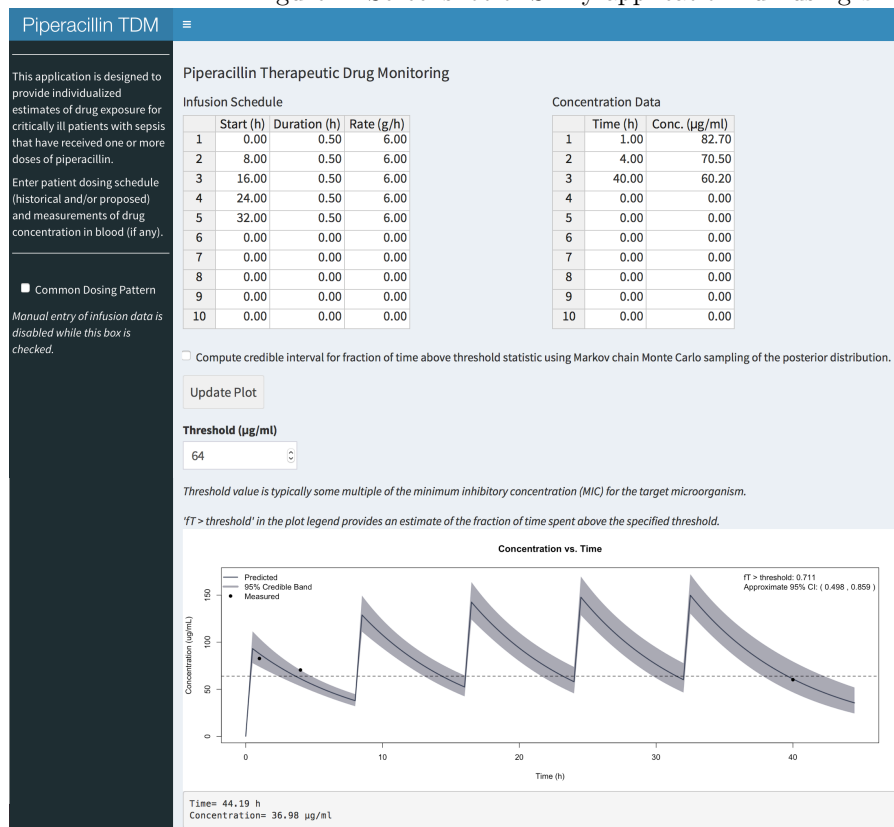 Piperacillin TDM
This application is designed to
provide individualized
estimates of drug exposure for
critically ill patients with sepsis
that have received one or more
doses of piperacillin.
Enter patient dosing schedule
(historical and/or proposed)
and measurements of drug
concentration in blood (if any).
Common Dosing Pattern
Manual entry of infusion data is
disabled while this box is
checked.
Piperacillin Therapeutic Drug Monitoring
Infusion Schedule
Start (h) Duration (h) Rate (g/h)
1 0.00 0.50 6.00
2 8.00 0.50 6.00
3 16.00 0.50 6.00
4 24.00 0.50 6.00
5 32.00 0.50 6.00
6 0.00 0.00 0.00
7 0.00 0.00 0.00
8 0.00 0.00 0.00
9 0.00 0.00 0.00
10 0.00 0.00 0.00
Concentration Data
Time (h) Conc. (μg/ml)
1 1.00 82.70
2 4.00 70.50
3 40.00 60.20
4 0.00 0.00
5 0.00 0.00
6 0.00 0.00
7 0.00 0.00
8 0.00 0.00
9 0.00 0.00
10 0.00 0.00
Compute credible interval for fraction of time above threshold statistic using Markov chain Monte Carlo sampling of the posterior distribution.
Update Plot
Threshold (μg/ml)
64
Threshold value is typically some multiple of the minimum inhibitory concentration (MIC) for the target microorganism.
'fT > threshold' in the plot legend provides an estimate of the fraction of time spent above the specified threshold.
Concentration vs. Time
Predicted
95% Credible Band
Measured
fT > threshold: 0.711
Approximate 95% CI: ( 0.498 , 0.859 )
Concentration (ug/mL)
150
100
50
0
0 10 20 30 40
Time (h)
Time= 44.19 h
Concentration= 36.98 μg/ml